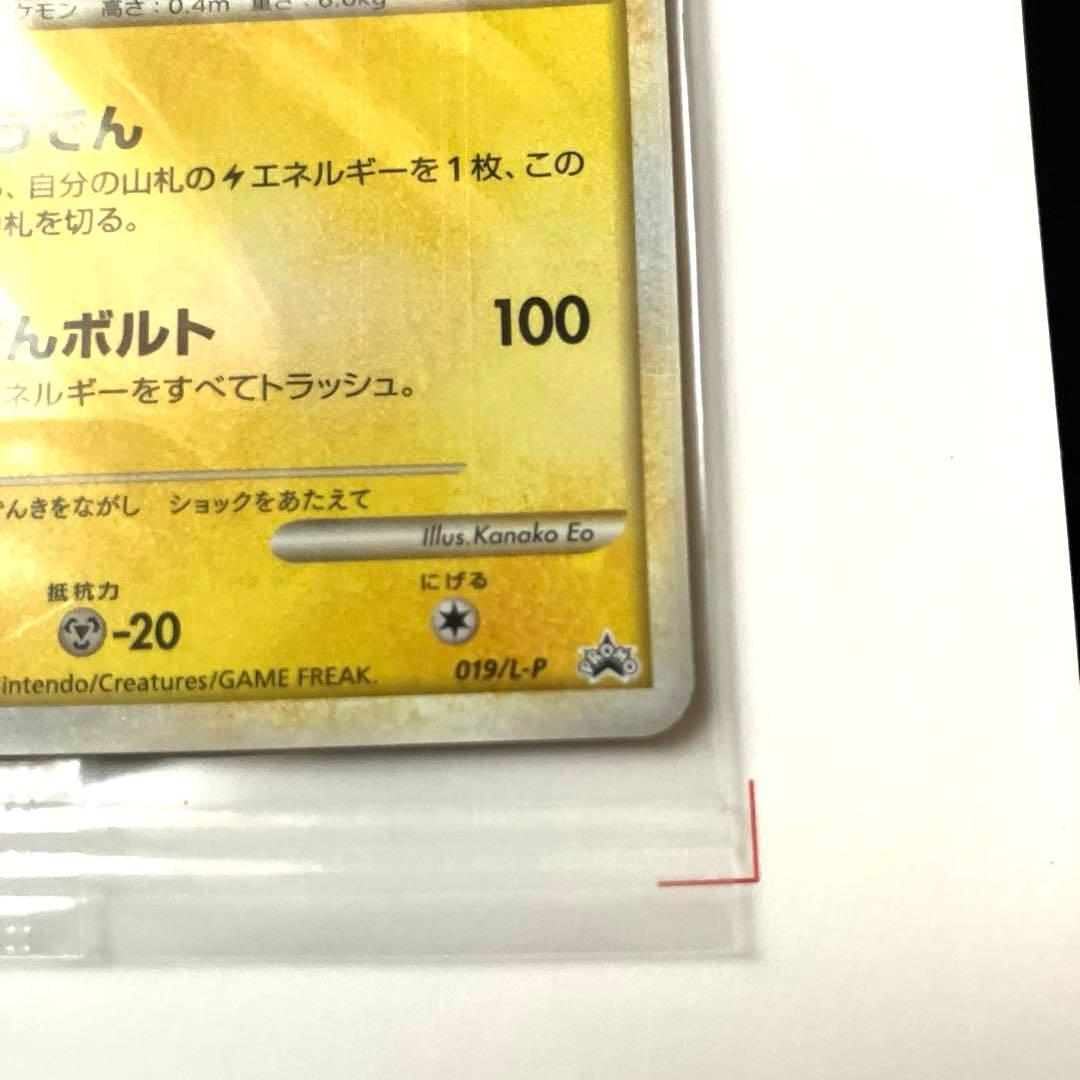 ケモン 高さ：0.4m 重さ：6.0kg
うでん
、自分の山札のエネルギーを1枚、この
札を切る。
んボルト 100
ネルギーをすべてトラッシュ。
んきをながし ショックをあたえて
Illus.Kanako Eo
抵抗力 にげる
-20
intendo/Creatures/GAME FREAK. 019/L-P PROMO